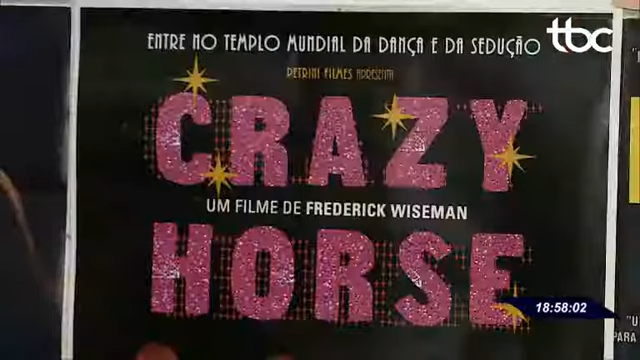 tbc
ENTRE NO TEMPLO MUNDIAL DA DANÇA E DA SEDUÇÃO
PETRINI FILMES APRESENTA
CRAZY
UM FILME DE FREDERICK WISEMAN
HORSE
18:58:02
PARA